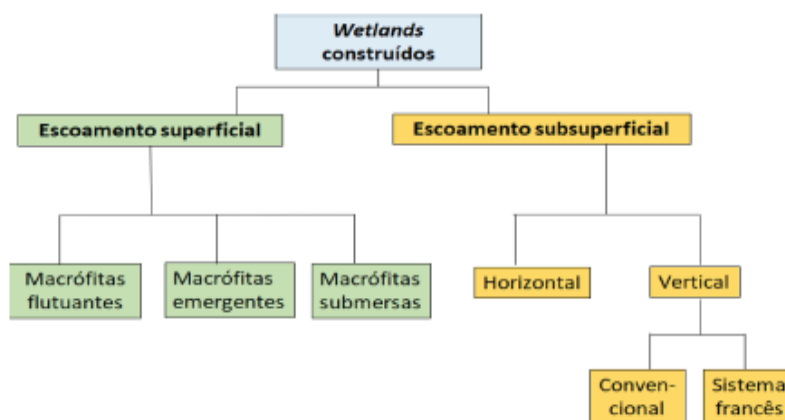 Wetlands
construídos
Escoamento superficial
Escoamento subsuperficial
Macrófitas
flutuantes
Macrófitas
emergentes
Macrófitas
submersas
Horizontal
Vertical
Conven-
cional
Sistema
francês